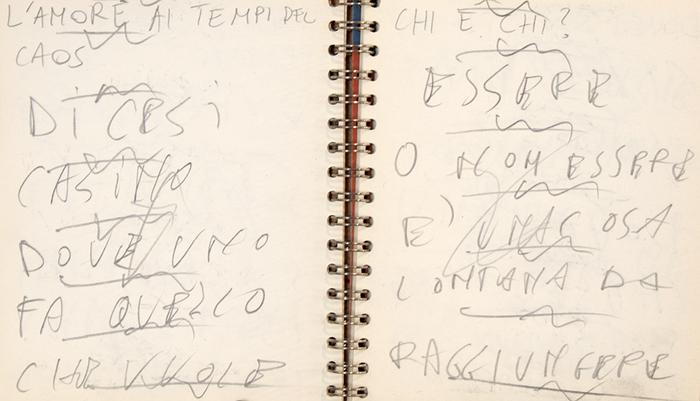 L'AMORE AI TEMPI DEL
CAOS
DICESI
CASINO
DOVE UNO
FA QUELLO
CHE VUOLE
CHI E CHI?
ESSERE
O NON ESSERE
E' UNA COSA
LONTANA DA
RAGGIUNGERE